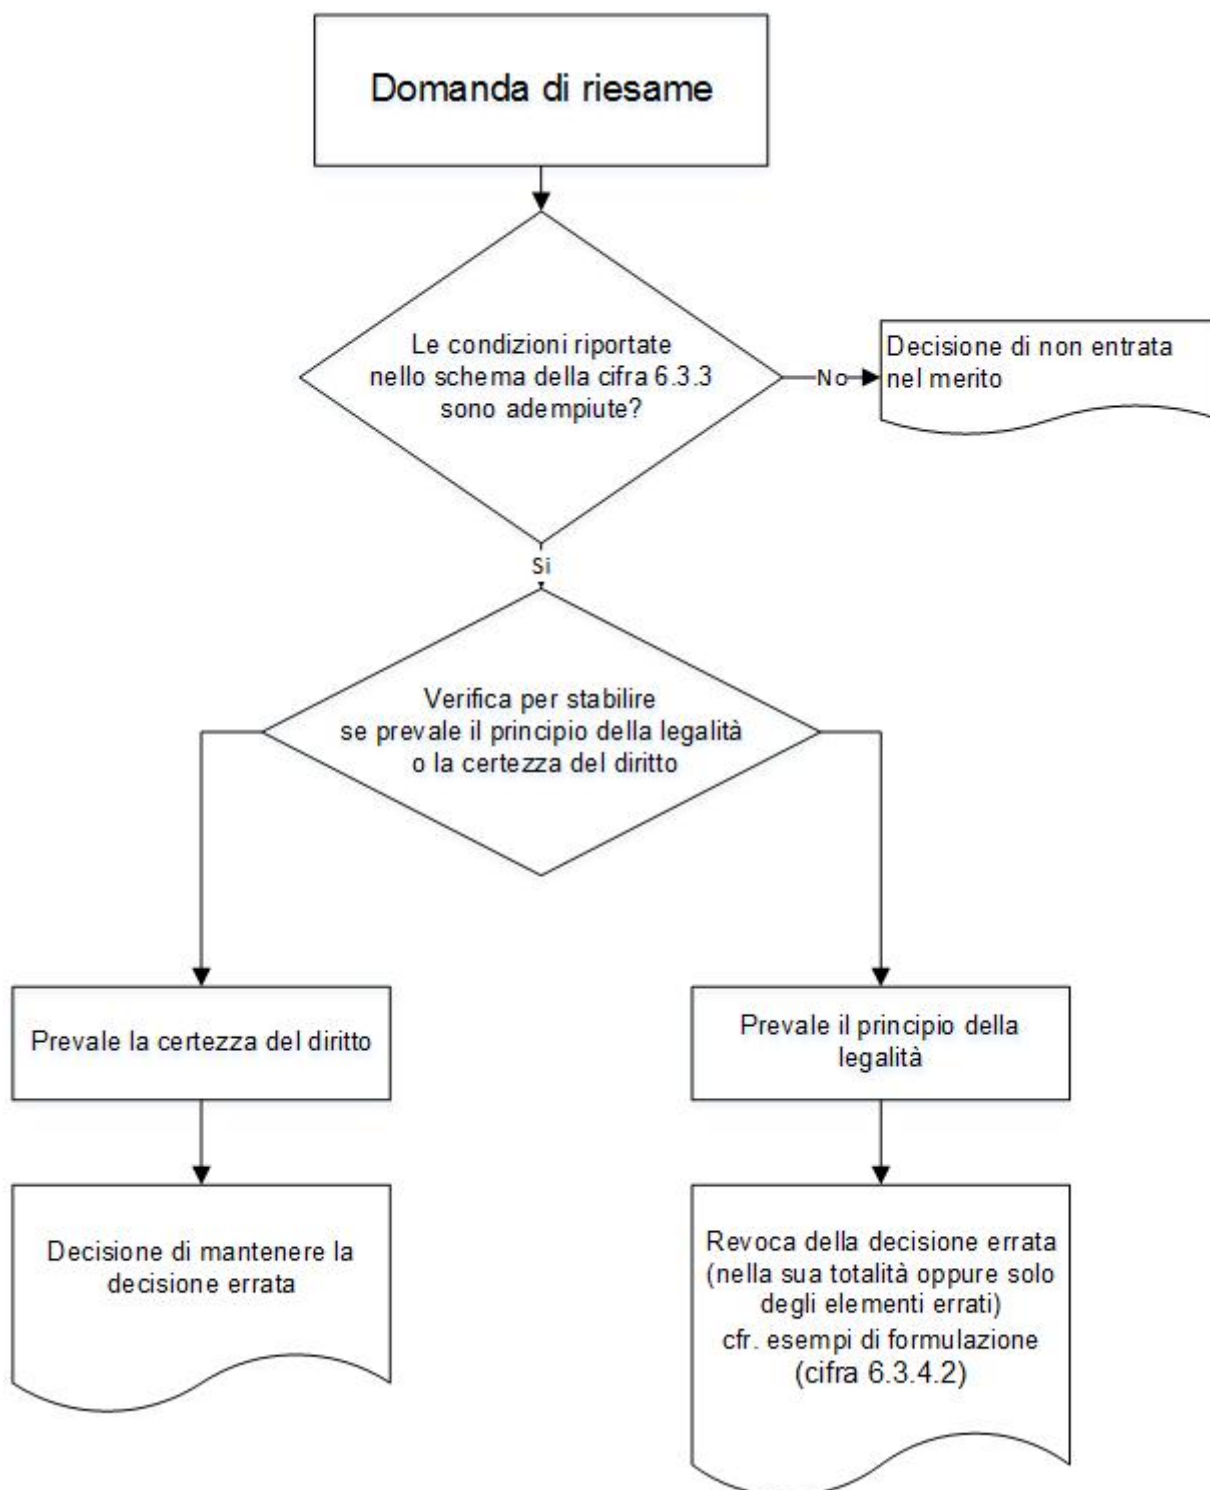 Domanda di riesame
Le condizioni riportate
nello schema della cifra 6.3.3
sono adempiute?
No
Decisione di non entrata
nel merito
Si
Verifica per stabilire
se prevale il principio della legalità
o la certezza del diritto
Prevale la certezza del diritto
Prevale il principio della
legalità
Decisione di mantenere la
decisione errata
Revoca della decisione errata
(nella sua totalità oppure solo
degli elementi errati)
cfr. esempi di formulazione
(cifra 6.3.4.2)